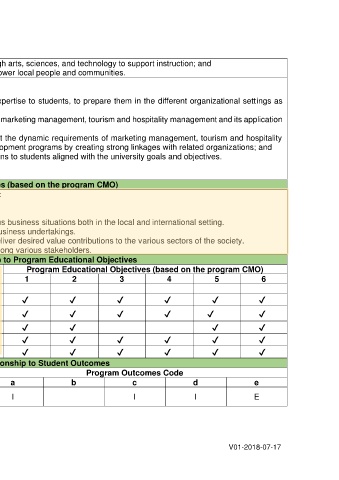 gh arts, sciences, and technology to support instruction; and
ower local people and communities.
xpertise to students, to prepare them in the different organizational settings as
marketing management, tourism and hospitality management and its application
t the dynamic requirements of marketing management, tourism and hospitality
opment programs by creating strong linkages with related organizations; and
ns to students aligned with the university goals and objectives.
es (based on the program CMO)
us business situations both in the local and international setting.
usiness undertakings.
eliver desired value contributions to the various sectors of the society.
ong various stakeholders.
p to Program Educational Objectives
Program Educational Objectives (based on the program CMO)
1 2 3 4 5 6
✓ ✓ ✓ ✓ ✓ ✓
✓ ✓ ✓ ✓ ✓ ✓
✓ ✓ ✓ ✓
✓ ✓ ✓ ✓ ✓ ✓
✓ ✓ ✓ ✓ ✓ ✓
onship to Student Outcomes
Program Outcomes Code
a b c d e
I I I E
V01-2018-07-17